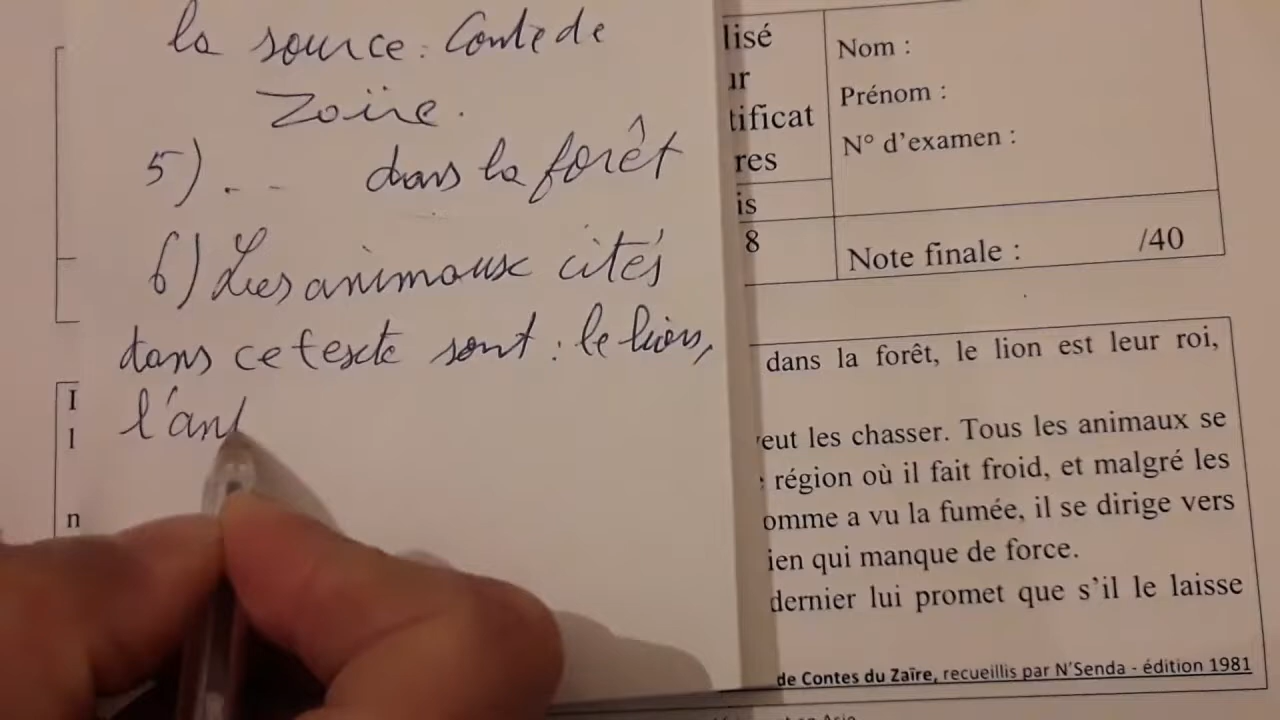 la source : Conte de
Zaïre.
5) . . . dans la forêt
6) Les animaux cités
dans ce texte sont : le lion,
l'ant
lisé
ur
tificat
res
is
8
Nom :
Prénom :
N° d'examen :
Note finale : /40
I
l
n
dans la forêt, le lion est leur roi,
eut les chasser. Tous les animaux se
région où il fait froid, et malgré les
omme a vu la fumée, il se dirige vers
ien qui manque de force.
dernier lui promet que s'il le laisse
de Contes du Zaïre, recueillis par N'Senda - édition 1981